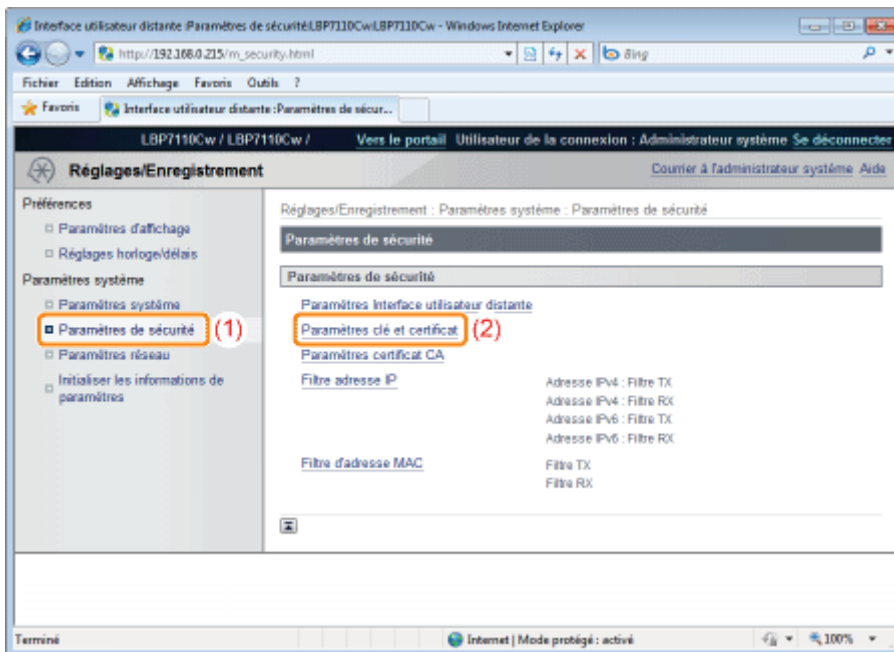 Interface utilisateur distante :Paramètres de sécurité:LBP7110Cw:LBP7110Cw - Windows Internet Explorer
http://192.168.0.215/m_security.html
Bing
Fichier Edition Affichage Favoris Outils ?
Favoris Interface utilisateur distante :Paramètres de sécur...
LBP7110Cw / LBP7110Cw / Vers le portail Utilisateur de la connexion : Administrateur système Se déconnecter
Réglages/Enregistrement Courrier à l'administrateur système Aide
Préférences
Paramètres d'affichage
Réglages horloge/délais
Paramètres système
Paramètres système
Paramètres de sécurité (1)
Paramètres réseau
Initialiser les informations de
paramètres
Réglages/Enregistrement : Paramètres système : Paramètres de sécurité
Paramètres de sécurité
Paramètres de sécurité
Paramètres Interface utilisateur distante
Paramètres clé et certificat (2)
Paramètres certificat CA
Filtre adresse IP Adresse IPv4 : Filtre TX
Adresse IPv4 : Filtre RX
Adresse IPv6 : Filtre TX
Adresse IPv6 : Filtre RX
Filtre d'adresse MAC Filtre TX
Filtre RX
Terminé Internet | Mode protégé : activé 100%